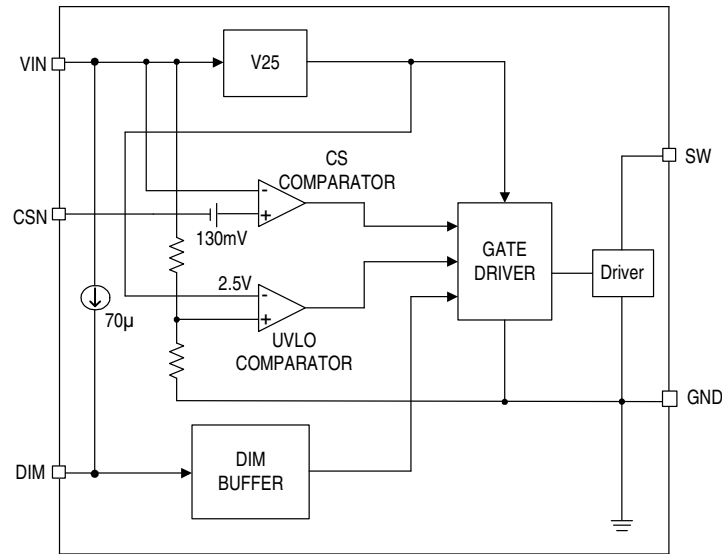 VIN
V25
SW
CS
COMPARATOR
-
+
CSN
130mV
GATE
DRIVER
Driver
2.5V
-
+
70µ
UVLO
COMPARATOR
GND
DIM
DIM
BUFFER